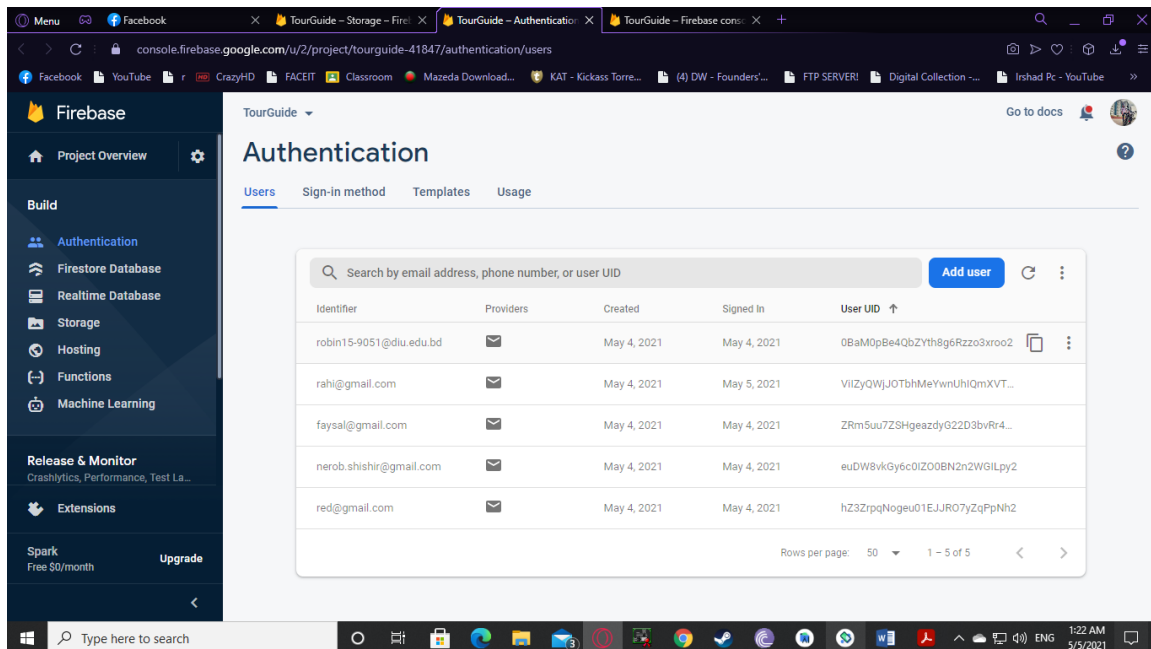 Menu Facebook TourGuide – Storage – Fire TourGuide – Authentication TourGuide – Firebase conso
console.firebase.google.com/u/2/project/tourguide-41847/authentication/users
Facebook YouTube r HD CrazyHD FACEIT Classroom Mazeda Download... KAT - Kickass Torre... (4) DW - Founders'... FTP SERVER! Digital Collection -... Irshad Pc - YouTube »
Firebase
TourGuide Go to docs
Project Overview
Authentication
Users Sign-in method Templates Usage
Build
Authentication
Firestore Database
Realtime Database
Storage
Hosting
Functions
Machine Learning
Release & Monitor
Crashlytics, Performance, Test La...
Extensions
Spark
Free $0/month
Upgrade
Search by email address, phone number, or user UID Add user
Identifier Providers Created Signed In User UID
robin15-9051@diu.edu.bd May 4, 2021 May 4, 2021 0BaM0pBe4QbZYth8g6Rzzo3xroo2
rahi@gmail.com May 4, 2021 May 5, 2021 ViIZyQWjJOTbhMeYwnUhIQmXVT...
faysal@gmail.com May 4, 2021 May 4, 2021 ZRm5uu7ZSHgeazdyG22D3bvRr4...
nerob.shishir@gmail.com May 4, 2021 May 4, 2021 euDW8vkGy6c0IZO0BN2n2WGILpy2
red@gmail.com May 4, 2021 May 4, 2021 hZ3ZrpqNogeu01EJJRO7yZqPpNh2
Rows per page: 50 1 – 5 of 5
Type here to search
3
ENG
1:22 AM
5/5/2021